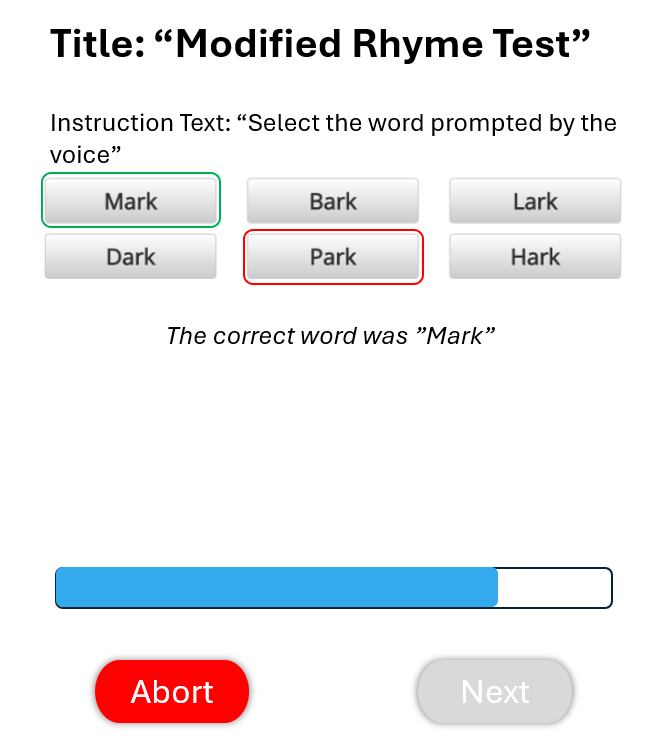 Title: “Modified Rhyme Test”
Instruction Text: “Select the word prompted by the
voice”
Mark Bark Lark
Dark Park Hark
The correct word was ”Mark”
Abort Next